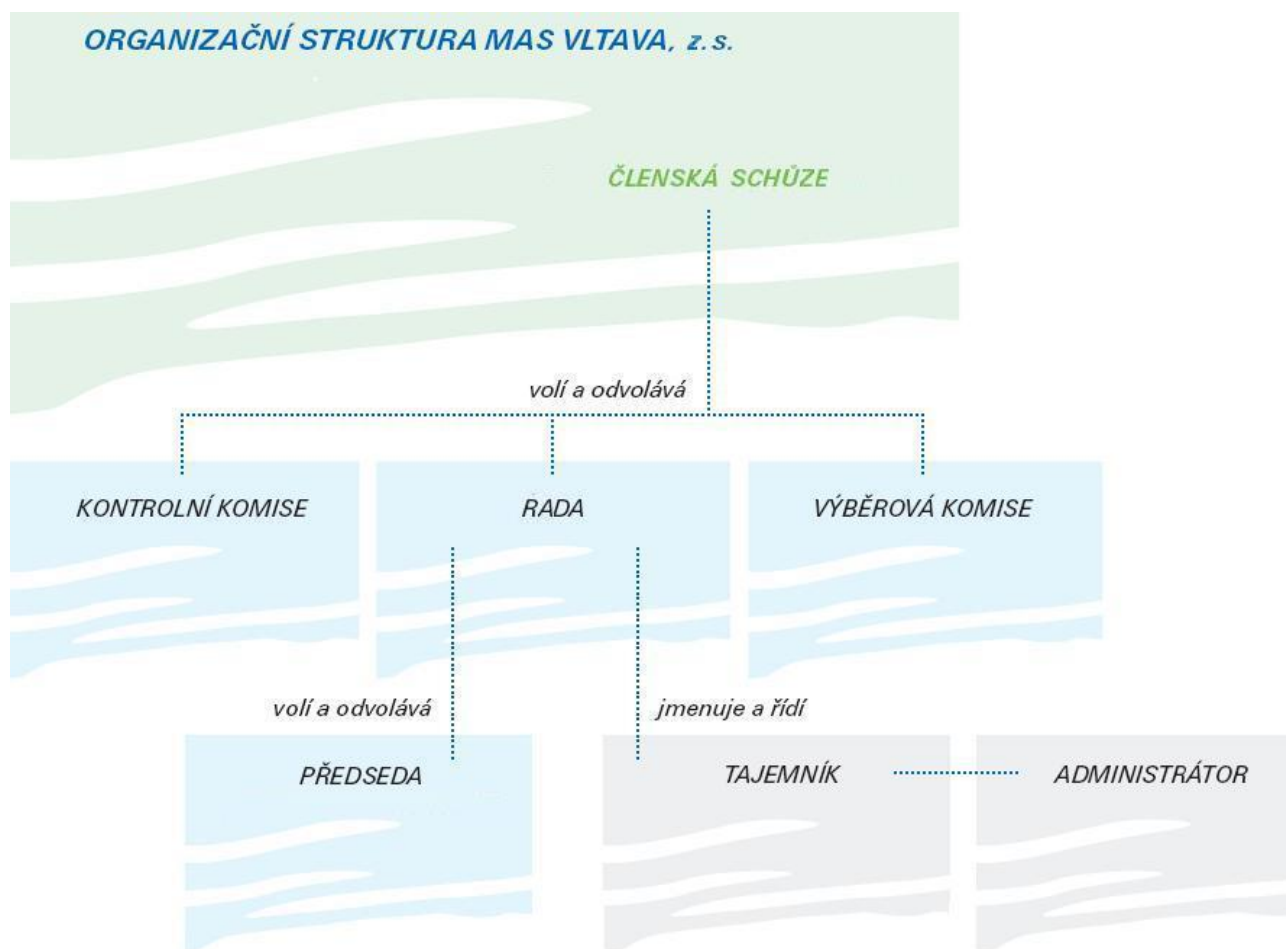 ORGANIZAČNÍ STRUKTURA MAS VLTAVA, z. s.
ČLENSKÁ SCHŮZE
volí a odvolává
KONTROLNÍ KOMISE
RADA
VÝBĚROVÁ KOMISE
volí a odvolává
jmenuje a řídí
PŘEDSEDA
TAJEMNÍK
ADMINISTRÁTOR